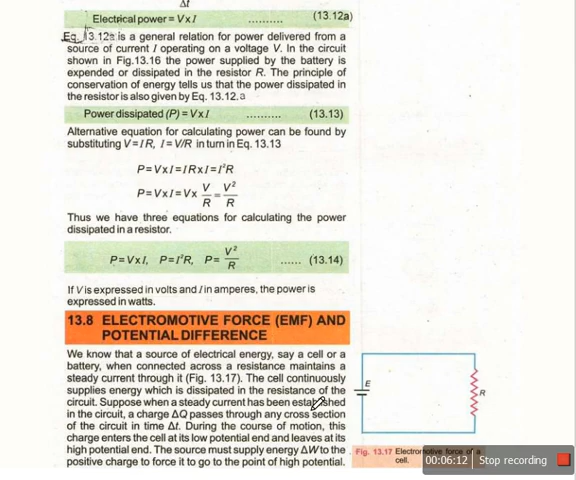 Δt
Electrical power = V x I .......... (13.12a)
Eq. 13.12a is a general relation for power delivered from a
source of current I operating on a voltage V. In the circuit
shown in Fig.13.16 the power supplied by the battery is
expended or dissipated in the resistor R. The principle of
conservation of energy tells us that the power dissipated in
the resistor is also given by Eq. 13.12.a
Power dissipated (P) = V x I .......... (13.13)
Alternative equation for calculating power can be found by
substituting V = I R, I = V/R in turn in Eq. 13.13
P = V x I = I R x I = I²R
P = V x I = V x V/R = V²/R
Thus we have three equations for calculating the power
dissipated in a resistor.
P = V x I, P = I²R, P = V²/R ...... (13.14)
If V is expressed in volts and I in amperes, the power is
expressed in watts.
13.8 ELECTROMOTIVE FORCE (EMF) AND
POTENTIAL DIFFERENCE
We know that a source of electrical energy, say a cell or a
battery, when connected across a resistance maintains a
steady current through it (Fig. 13.17). The cell continuously
supplies energy which is dissipated in the resistance of the
circuit. Suppose when a steady current has been established
in the circuit, a charge ΔQ passes through any cross section
of the circuit in time Δt. During the course of motion, this
charge enters the cell at its low potential end and leaves at its
high potential end. The source must supply energy ΔW to the
positive charge to force it to go to the point of high potential.
E
R
Fig. 13.17 Electromotive force of a
cell.
00:06:12 Stop recording